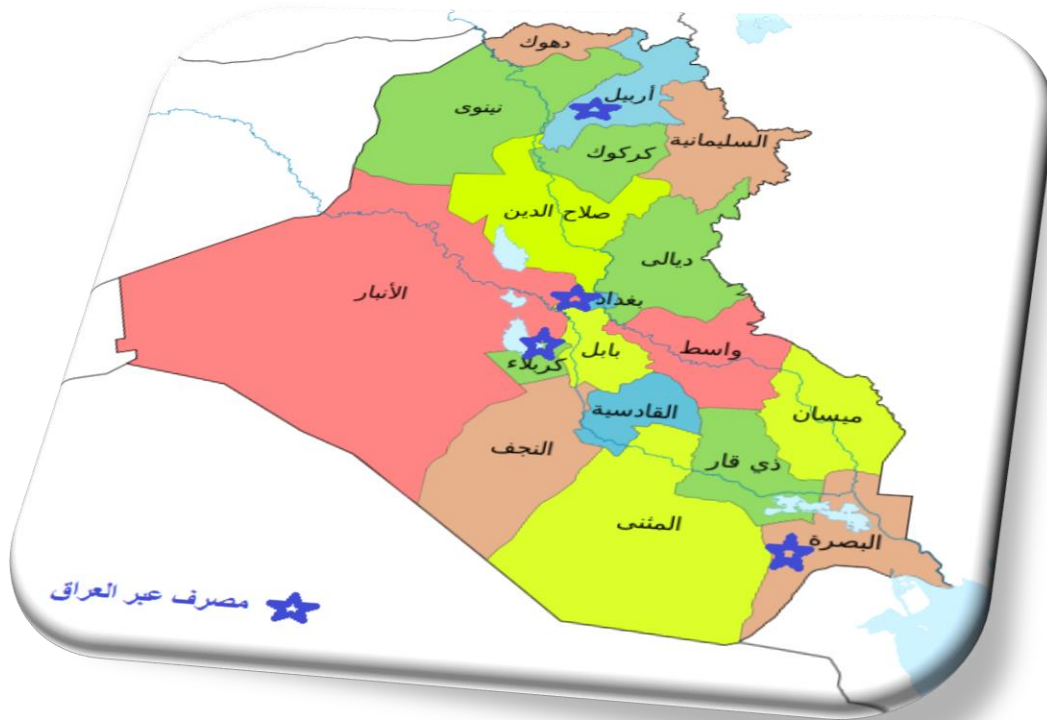 دهوك
نينوى
أربيل
كركوك
السليمانية
صلاح الدين
ديالى
الأنبار
بغداد
كربلاء
بابل
واسط
القادسية
ميسان
النجف
ذي قار
المثنى
البصرة
مصرف عبر العراق